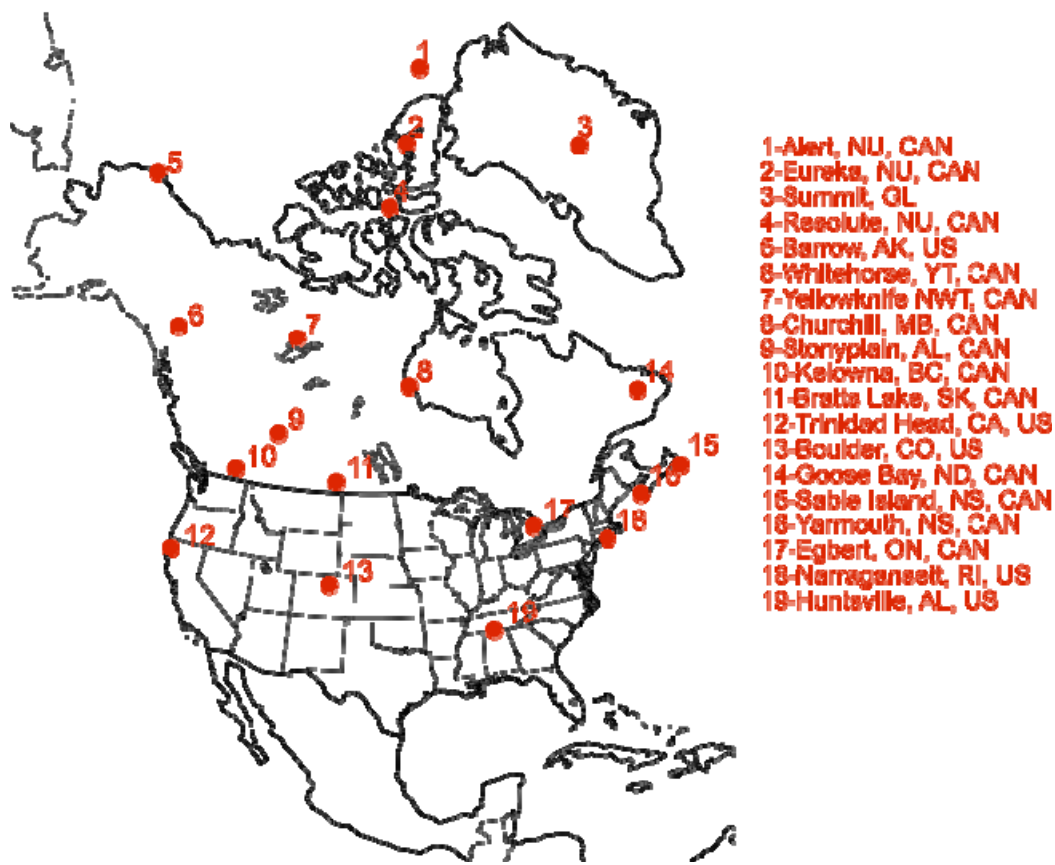 1
2
3
4
5
6
7
8
9
10
11
12
13
14
15
16
17
18
19
1-Alert, NU, CAN
2-Eureka, NU, CAN
3-Summit, GL
4-Resolute, NU, CAN
5-Barrow, AK, US
6-Whitehorse, YT, CAN
7-Yellowknife NWT, CAN
8-Churchill, MB, CAN
9-Stonyplain, AL, CAN
10-Kelowna, BC, CAN
11-Bratts Lake, SK, CAN
12-Trinidad Head, CA, US
13-Boulder, CO, US
14-Goose Bay, ND, CAN
15-Sable Island, NS, CAN
16-Yarmouth, NS, CAN
17-Egbert, ON, CAN
18-Narragansett, RI, US
19-Huntsville, AL, US